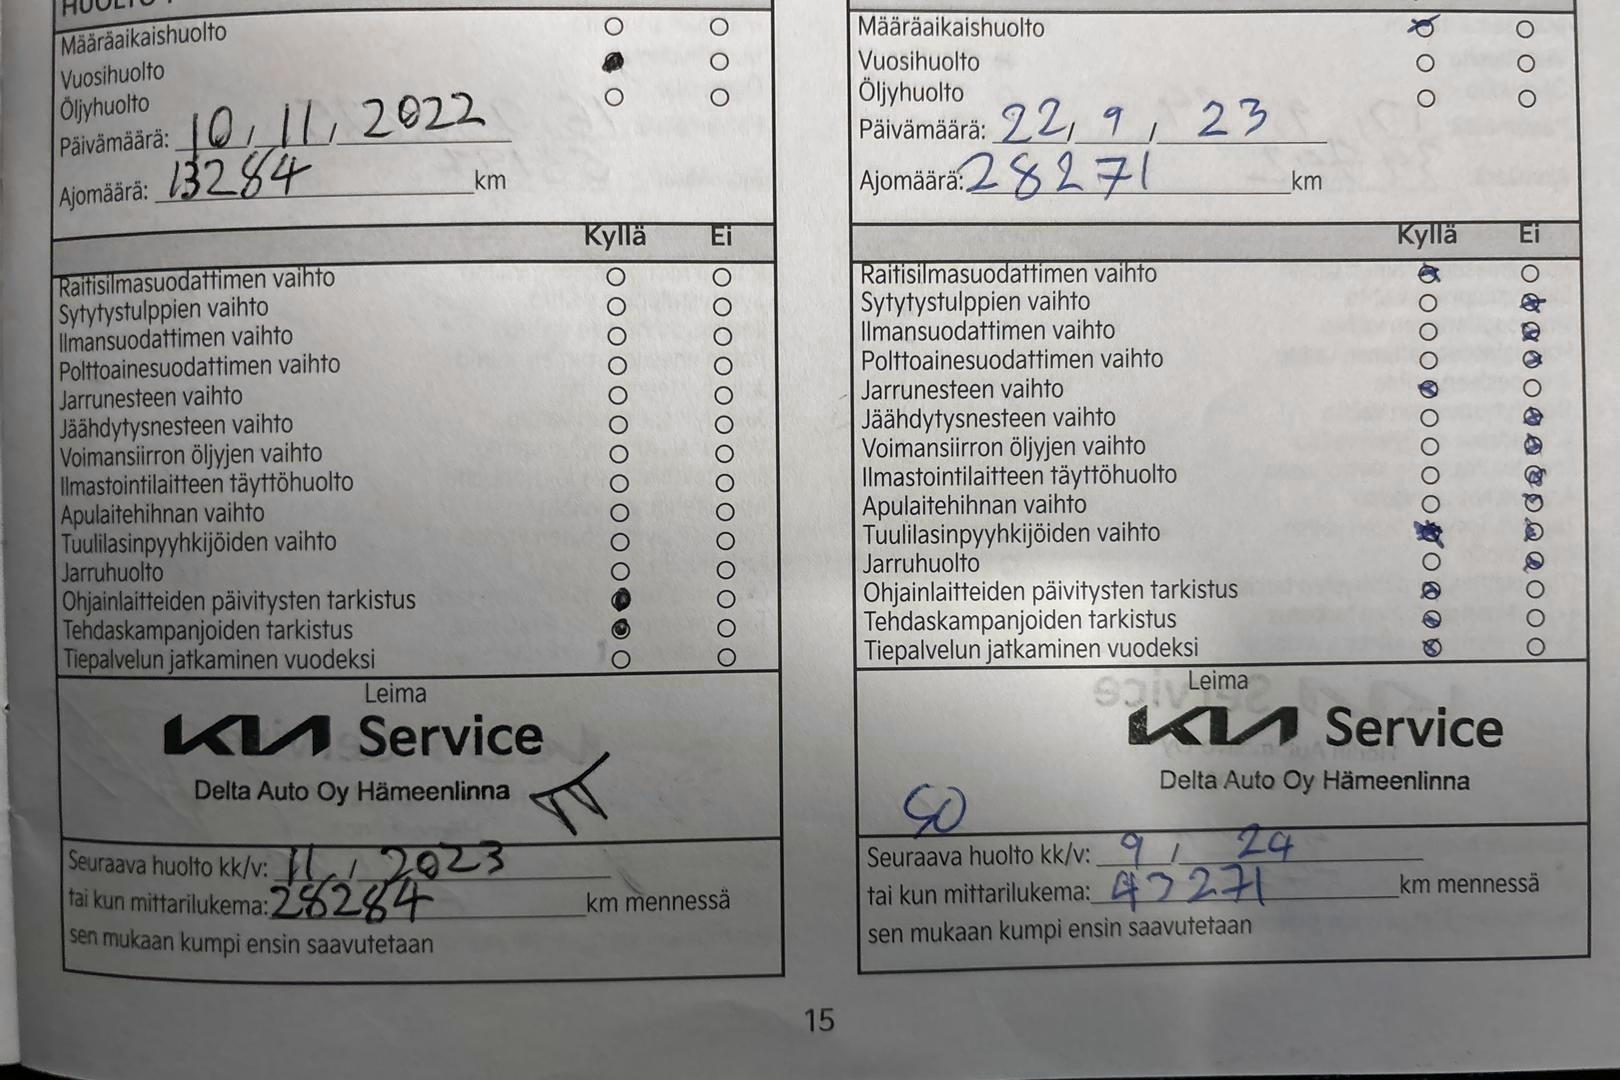 Määräaikaishuolto
Vuosihuolto
Öljyhuolto
Päivämäärä: 10, 11, 2022
Ajomäärä: 13284 km
Kyllä Ei
Raitisilmasuodattimen vaihto
Sytytystulppien vaihto
Ilmansuodattimen vaihto
Polttoainesuodattimen vaihto
Jarrunesteen vaihto
Jäähdytysnesteen vaihto
Voimansiirron öljyjen vaihto
Ilmastointilaitteen täyttöhuolto
Apulaitehihnan vaihto
Tuulilasinpyyhkijöiden vaihto
Jarruhuolto
Ohjainlaitteiden päivitysten tarkistus
Tehdaskampanjoiden tarkistus
Tiepalvelun jatkaminen vuodeksi
Leima
KIA Service
Delta Auto Oy Hämeenlinna
Seuraava huolto kk/v: 11 / 2023
tai kun mittarilukema: 28284 km mennessä
sen mukaan kumpi ensin saavutetaan
Määräaikaishuolto
Vuosihuolto
Öljyhuolto
Päivämäärä: 22, 9, 23
Ajomäärä: 28271 km
Kyllä Ei
Raitisilmasuodattimen vaihto
Sytytystulppien vaihto
Ilmansuodattimen vaihto
Polttoainesuodattimen vaihto
Jarrunesteen vaihto
Jäähdytysnesteen vaihto
Voimansiirron öljyjen vaihto
Ilmastointilaitteen täyttöhuolto
Apulaitehihnan vaihto
Tuulilasinpyyhkijöiden vaihto
Jarruhuolto
Ohjainlaitteiden päivitysten tarkistus
Tehdaskampanjoiden tarkistus
Tiepalvelun jatkaminen vuodeksi
Leima
KIA Service
Delta Auto Oy Hämeenlinna
Seuraava huolto kk/v: 9 / 24
tai kun mittarilukema: 43271 km mennessä
sen mukaan kumpi ensin saavutetaan
15